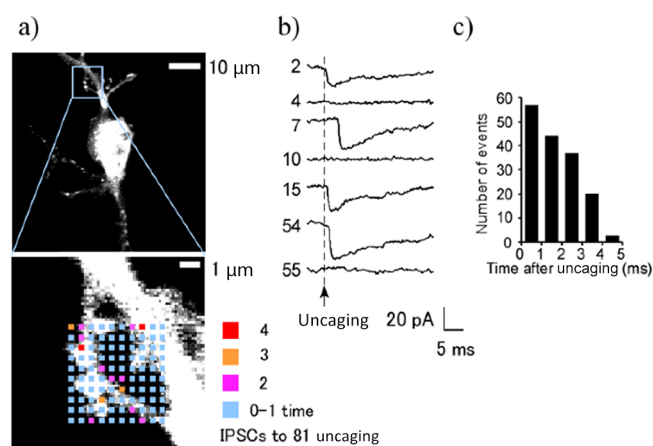 a)
10 µm
1 µm
4
3
2
0-1 time
IPSCs to 81 uncaging
b)
2
4
7
10
15
54
55
Uncaging
20 pA
5 ms
c)
Number of events
60
50
40
30
20
10
0
0 1 2 3 4 5
Time after uncaging (ms)